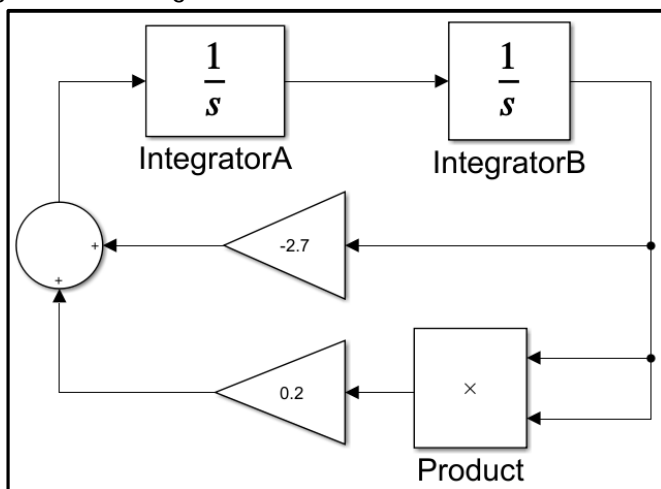 1
s
1
s
IntegratorA
IntegratorB
-2.7
+
+
0.2
×
Product